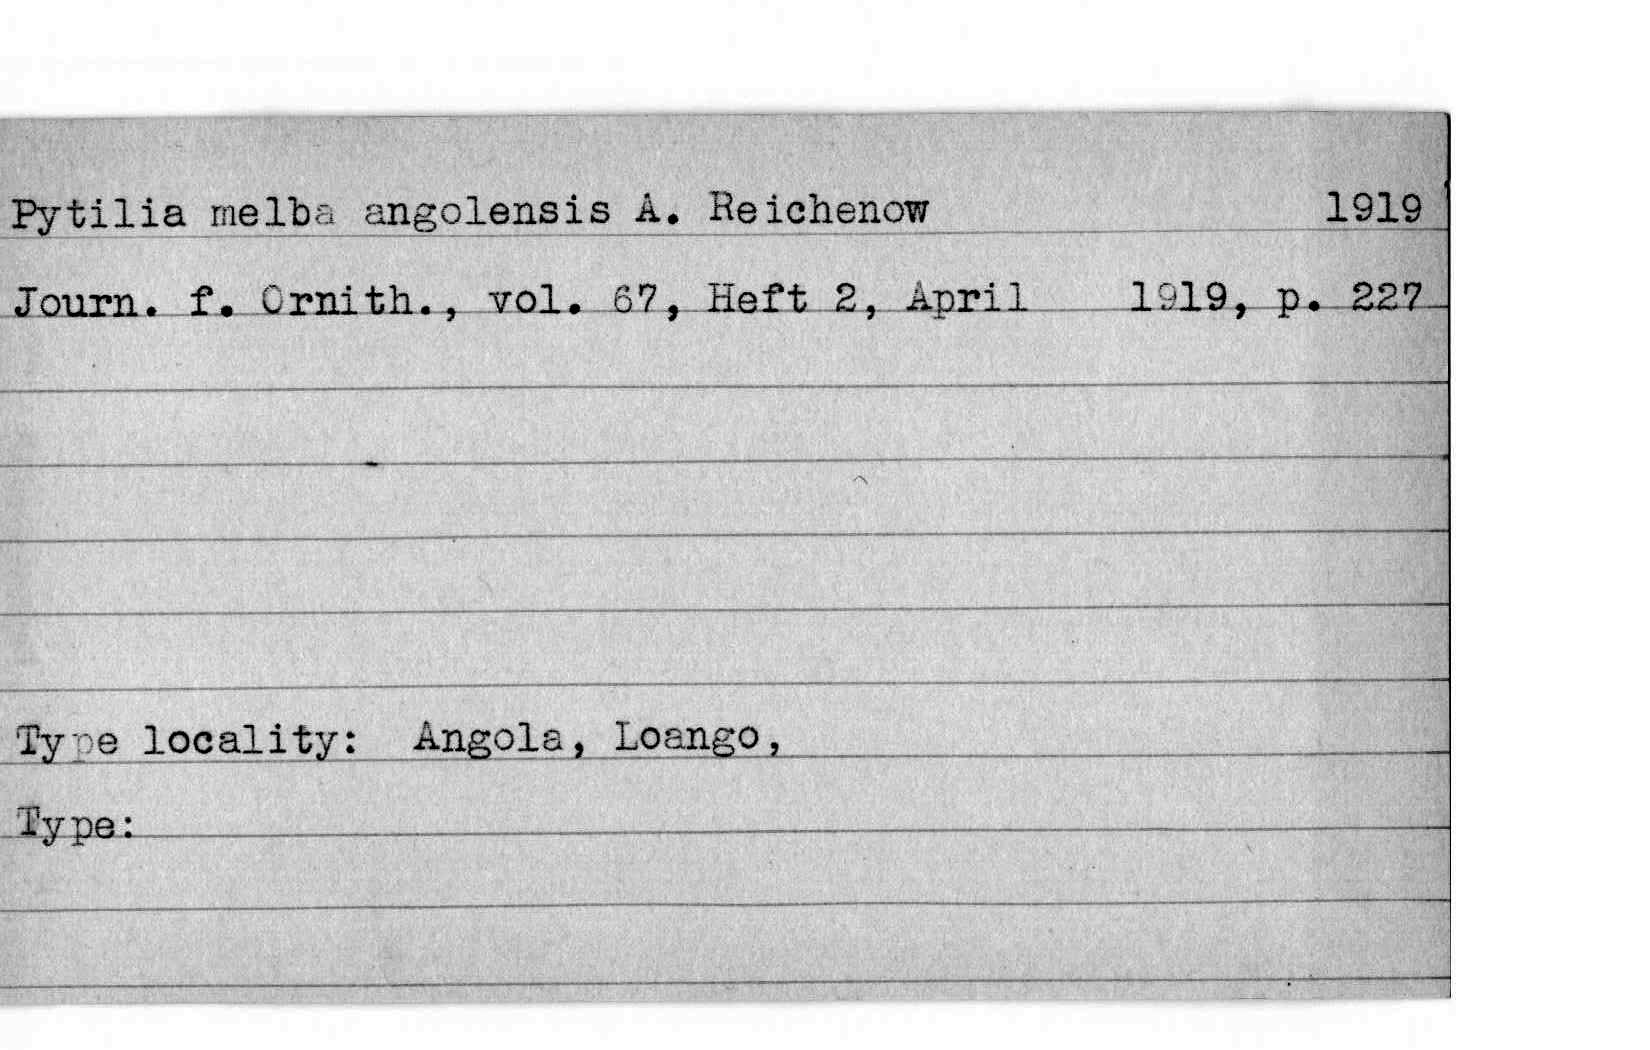 Pytilia melba angolensis A. Reichenow 1919
Journ. f. Ornith., vol. 67, Heft 2, April 1919, p. 227
Type locality: Angola, Loango,
Type: